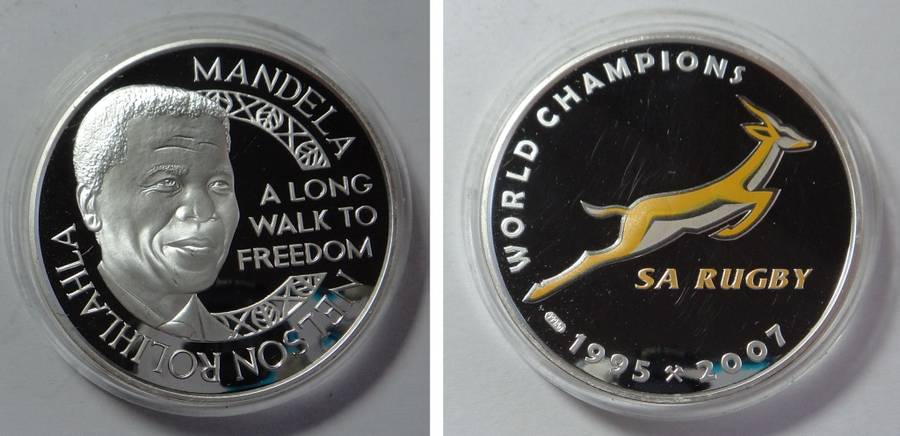 MANDELA
A LONG
WALK TO
FREEDOM
NELSON ROLIHLAHLA
WORLD CHAMPIONS
SA RUGBY
1995 2007